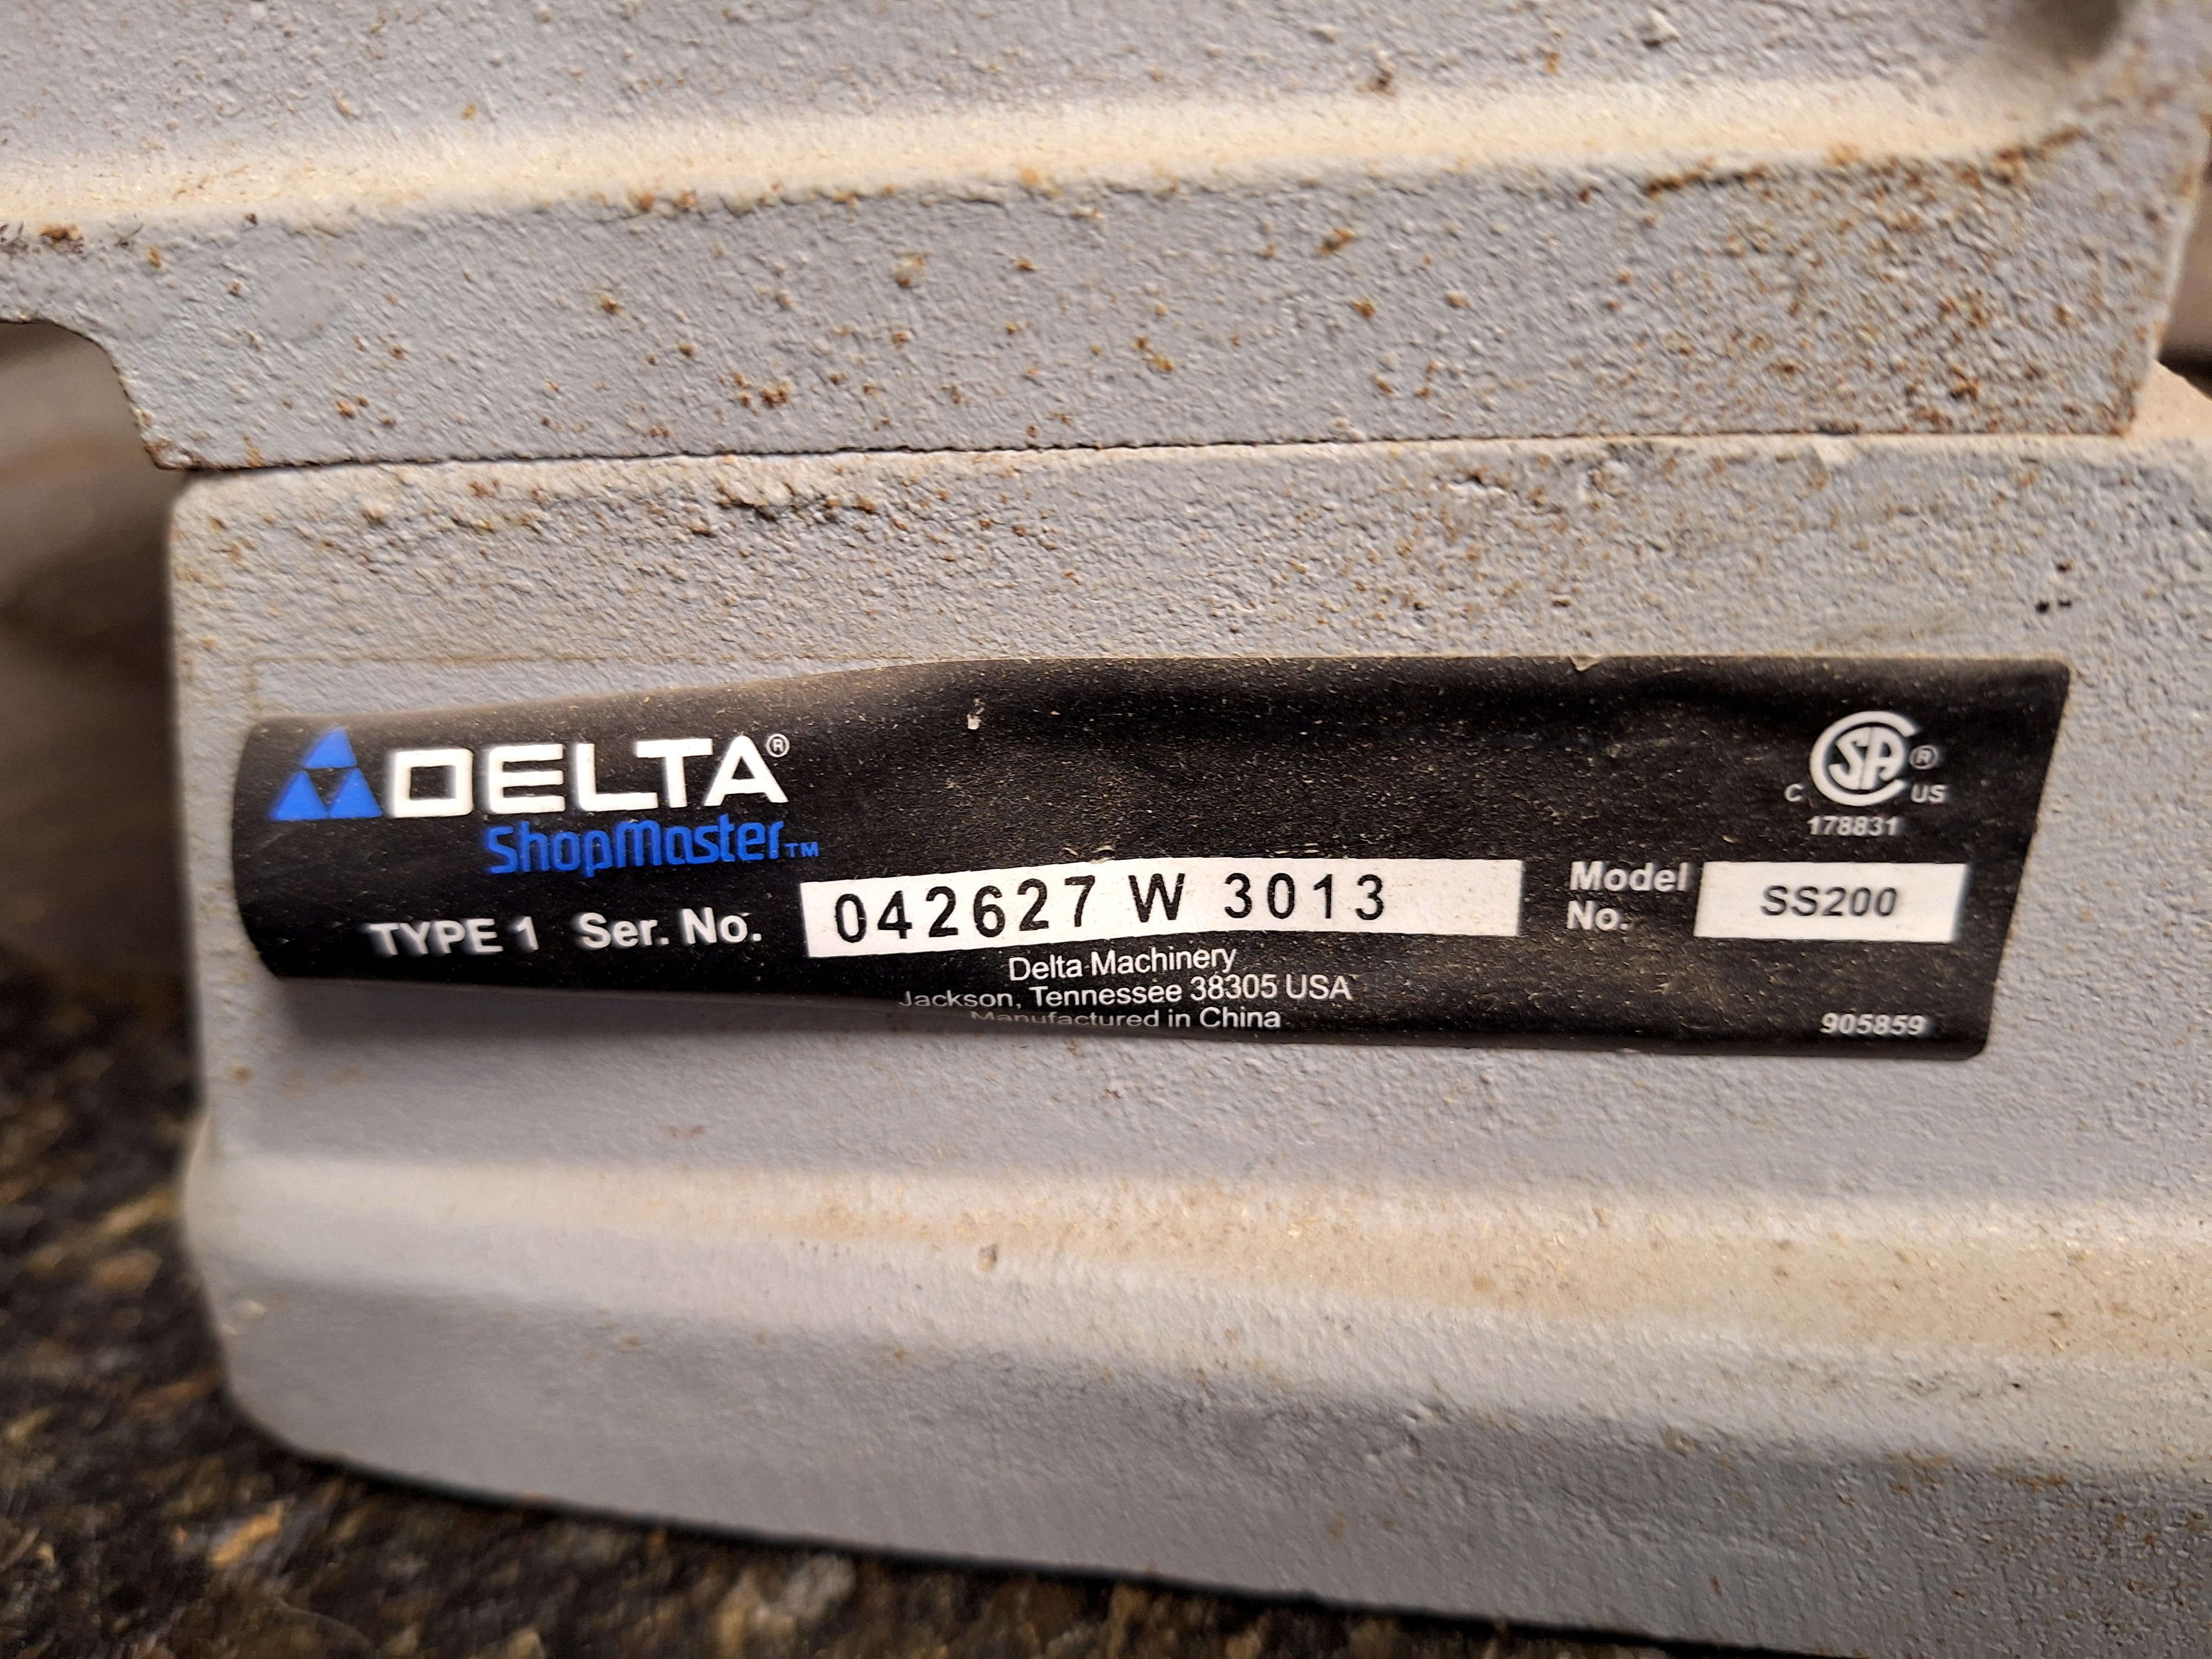 DELTA®
ShopMaster™
C SA® US
178831
TYPE 1 Ser. No. 042627 W 3013
Model No. SS200
Delta Machinery
Jackson, Tennessee 38305 USA
Manufactured in China
905859